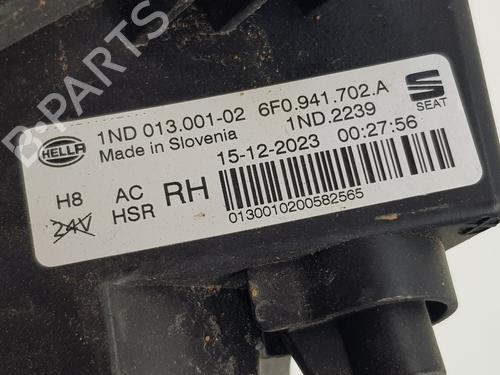 HELLA
1ND 013.001-02 6F0.941.702.A
Made in Slovenia 1ND.2239
SEAT
15-12-2023 00:27:56
H8 AC RH
24V HSR
0130010200582565
B-PARTS